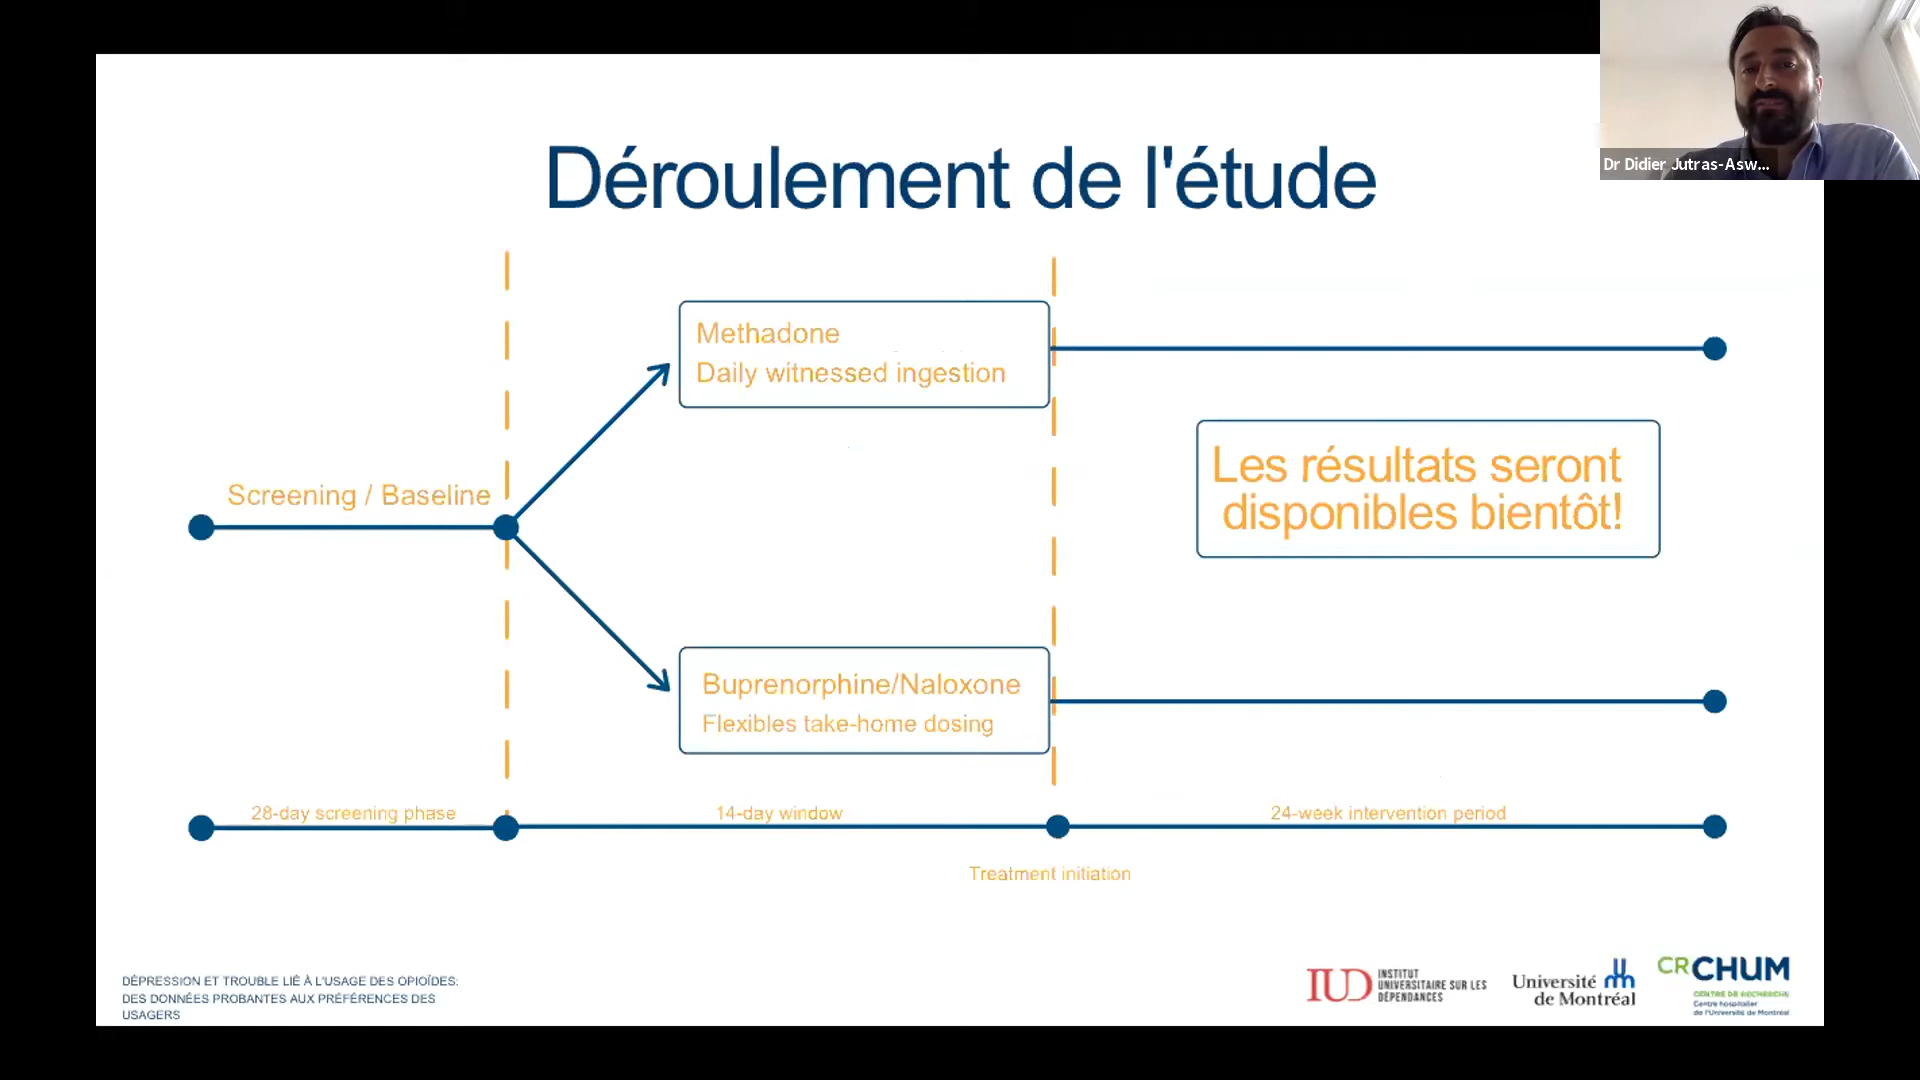 Dr Didier Jutras-Asw...
Déroulement de l'étude
Methadone
Daily witnessed ingestion
Les résultats seront
disponibles bientôt!
Screening / Baseline
Buprenorphine/Naloxone
Flexibles take-home dosing
28-day screening phase
14-day window
24-week intervention period
Treatment initiation
DÉPRESSION ET TROUBLE LIÉ À L'USAGE DES OPIOÏDES:
DES DONNÉES PROBANTES AUX PRÉFÉRENCES DES
USAGERS
IUD
INSTITUT
UNIVERSITAIRE SUR LES
DÉPENDANCES
Université
de Montréal
CRCHUM
CENTRE DE RECHERCHE
Centre hospitalier
de l'Université de Montréal